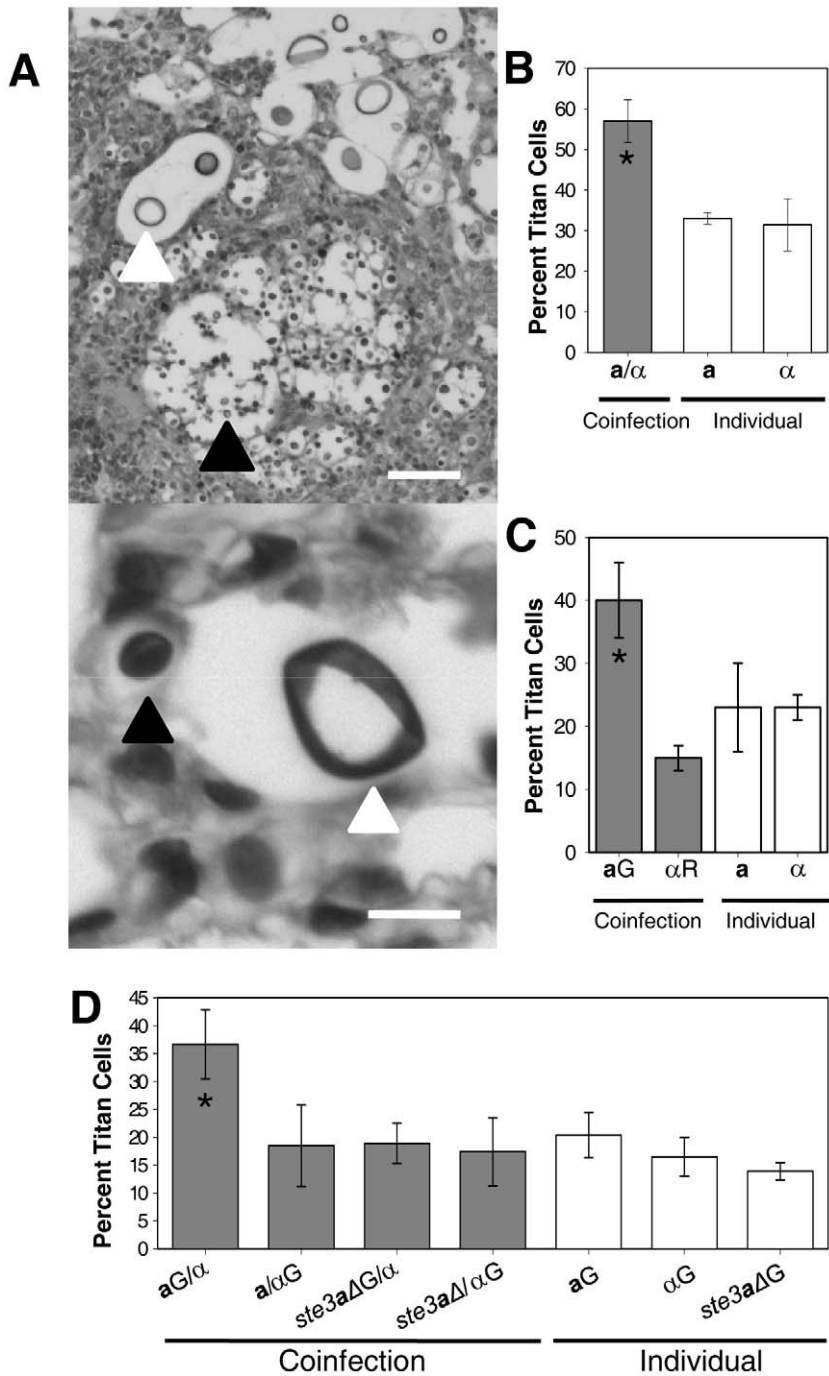 A
B
Percent Titan Cells
70
60
50
40
30
20
10
0
*
a/α
a
α
Coinfection
Individual
C
Percent Titan Cells
50
40
30
20
10
0
*
aG
αR
a
α
Coinfection
Individual
D
Percent Titan Cells
45
40
35
30
25
20
15
10
5
0
*
aG/α
a/αG
ste3aΔG/α
ste3aΔ/αG
aG
αG
ste3aΔG
Coinfection
Individual